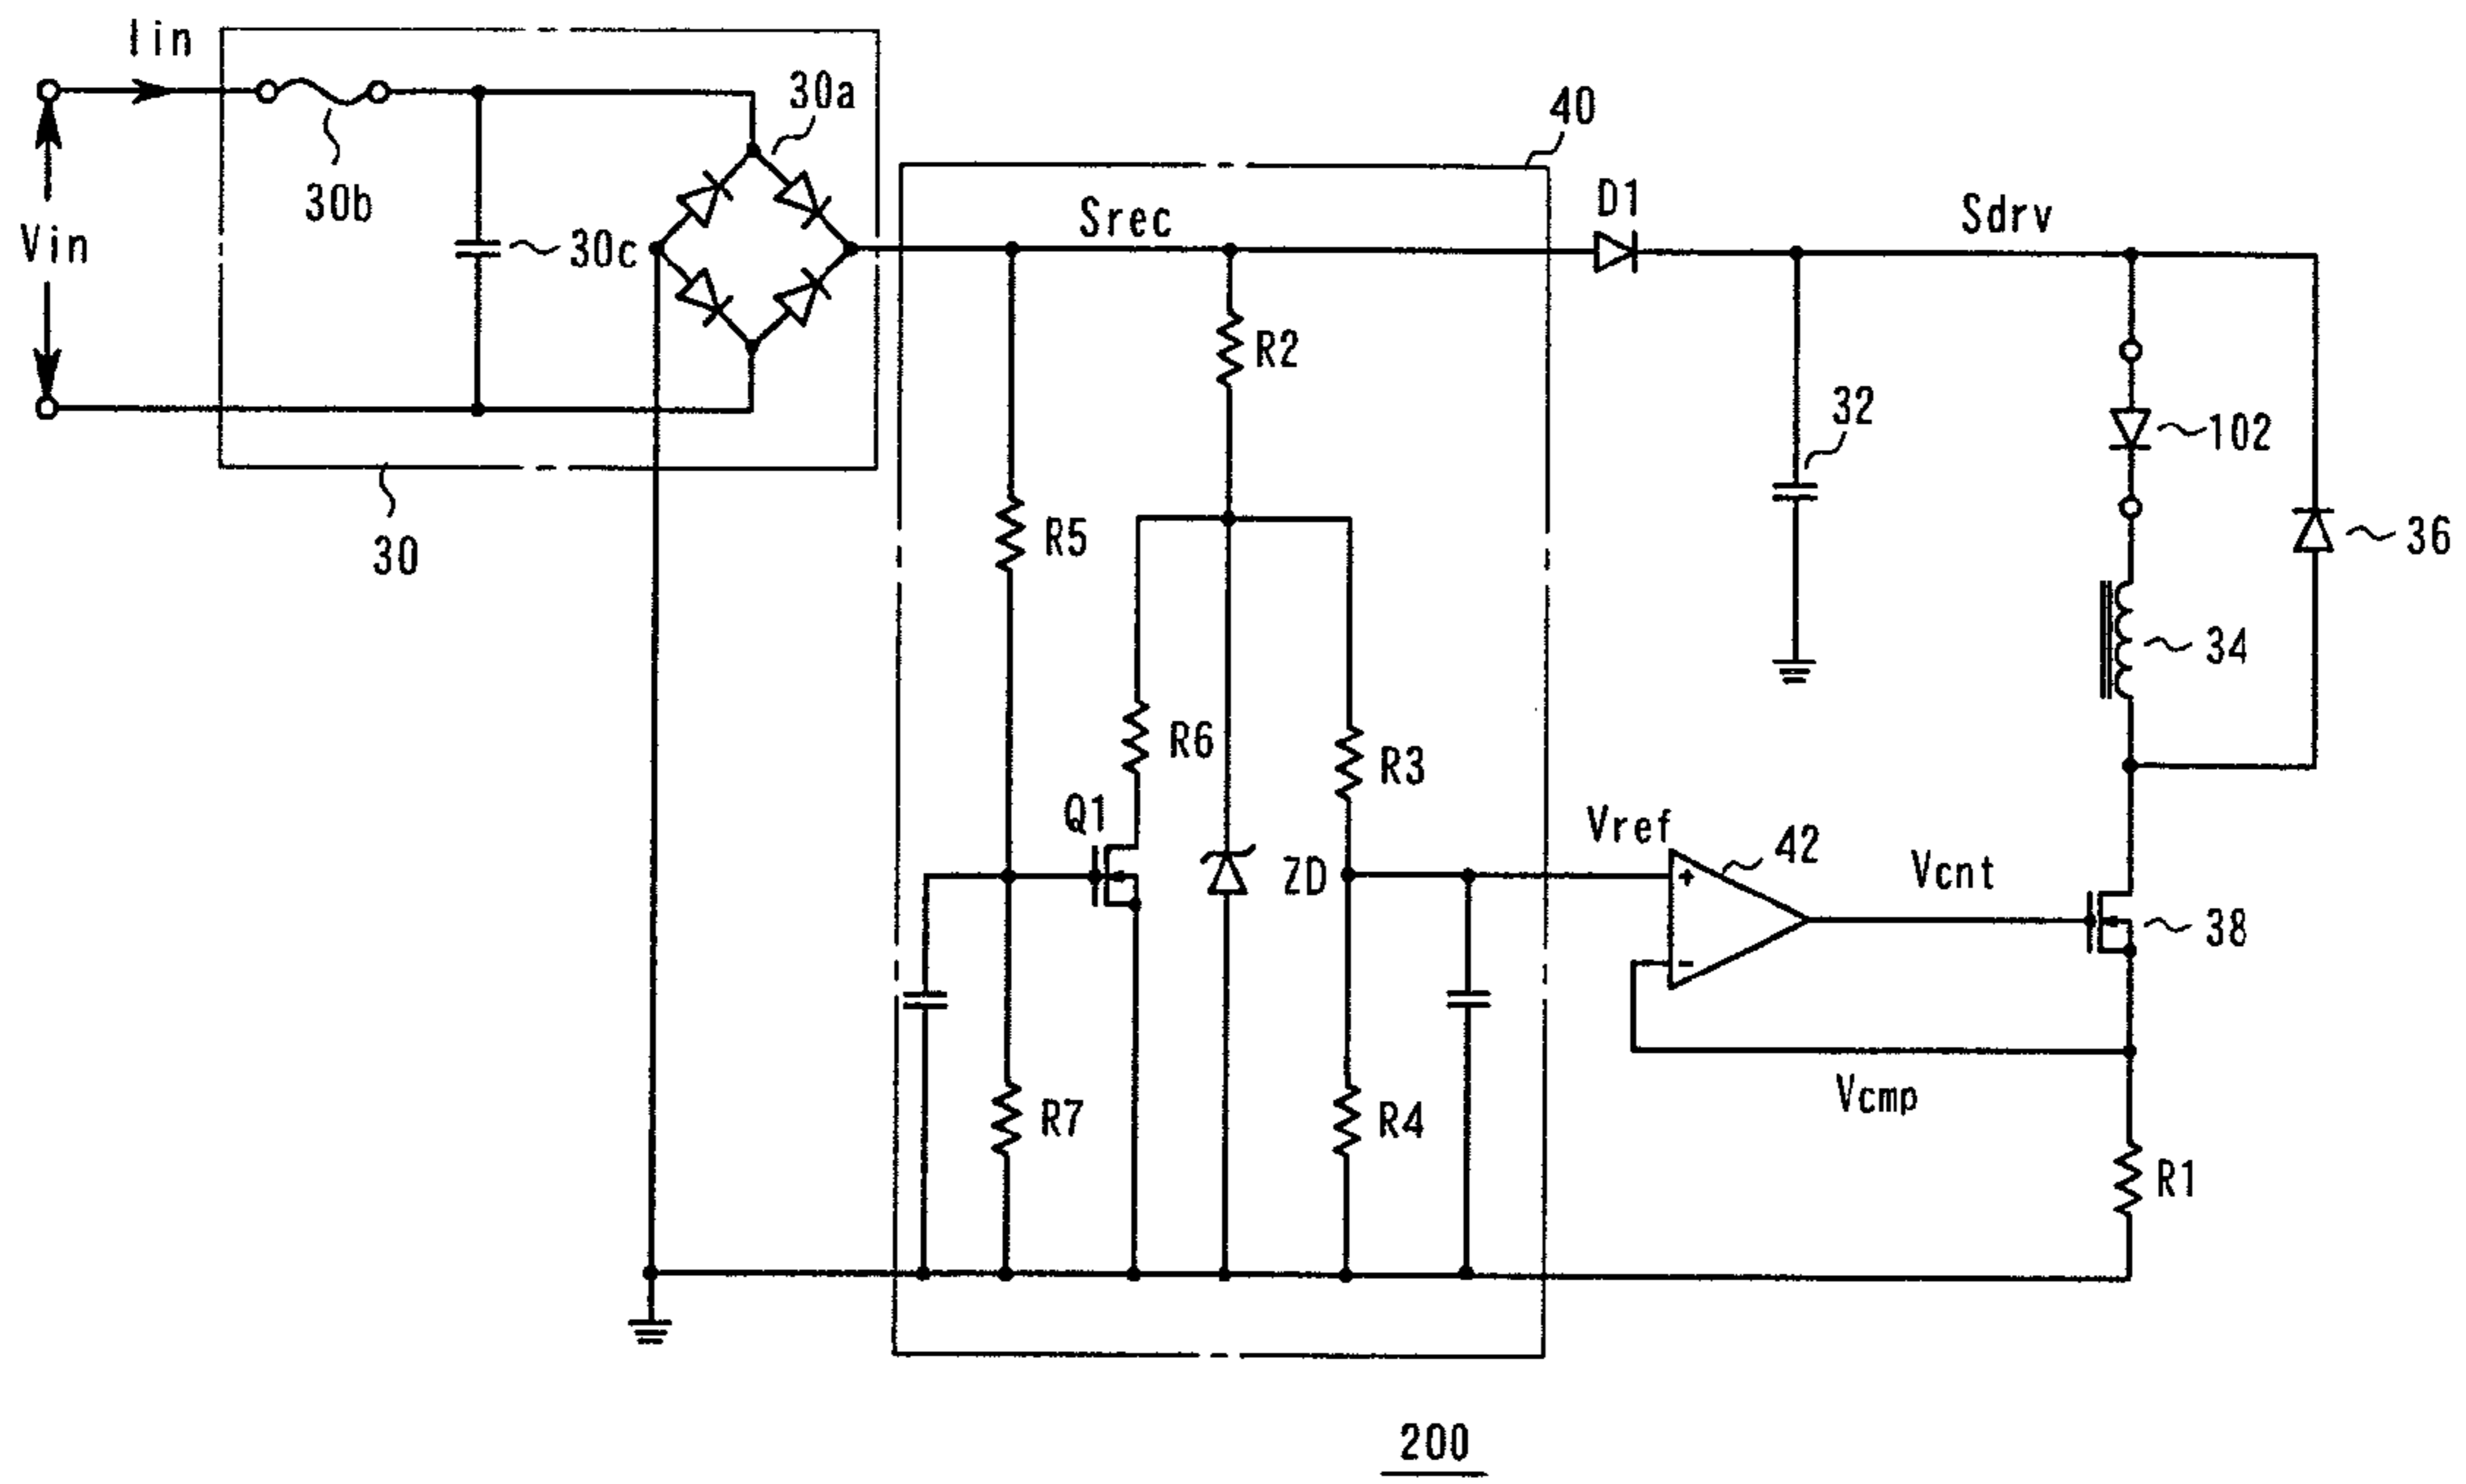 Iin
30a
40
30b
Vin
30c
Srec
D1
Sdrv
R2
32
102
30
R5
36
34
R6
R3
Q1
Vref
42
ZD
Vcnt
+
38
-
Vcmp
R7
R4
R1
200